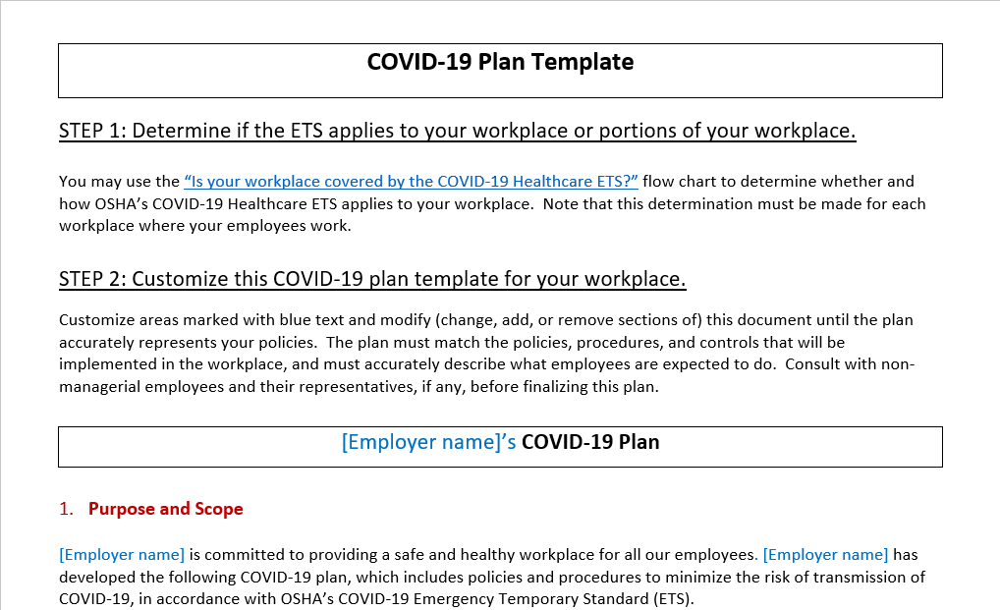 COVID-19 Plan Template
STEP 1: Determine if the ETS applies to your workplace or portions of your workplace.
You may use the “Is your workplace covered by the COVID-19 Healthcare ETS?” flow chart to determine whether and
how OSHA’s COVID-19 Healthcare ETS applies to your workplace.  Note that this determination must be made for each
workplace where your employees work.
STEP 2: Customize this COVID-19 plan template for your workplace.
Customize areas marked with blue text and modify (change, add, or remove sections of) this document until the plan
accurately represents your policies.  The plan must match the policies, procedures, and controls that will be
implemented in the workplace, and must accurately describe what employees are expected to do.  Consult with non-
managerial employees and their representatives, if any, before finalizing this plan.
[Employer name]’s COVID-19 Plan
1. Purpose and Scope
[Employer name] is committed to providing a safe and healthy workplace for all our employees. [Employer name] has
developed the following COVID-19 plan, which includes policies and procedures to minimize the risk of transmission of
COVID-19, in accordance with OSHA’s COVID-19 Emergency Temporary Standard (ETS).